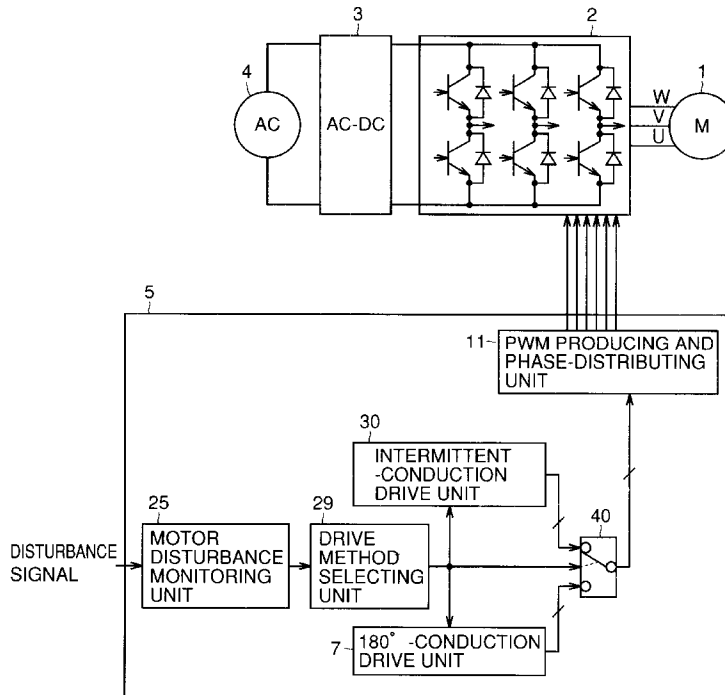 3
2
4
1
AC
AC-DC
W
V
U
M
5
11
PWM PRODUCING AND
PHASE-DISTRIBUTING
UNIT
30
INTERMITTENT
-CONDUCTION
DRIVE UNIT
25
29
40
DISTURBANCE
SIGNAL
MOTOR
DISTURBANCE
MONITORING
UNIT
DRIVE
METHOD
SELECTING
UNIT
7
180° -CONDUCTION
DRIVE UNIT